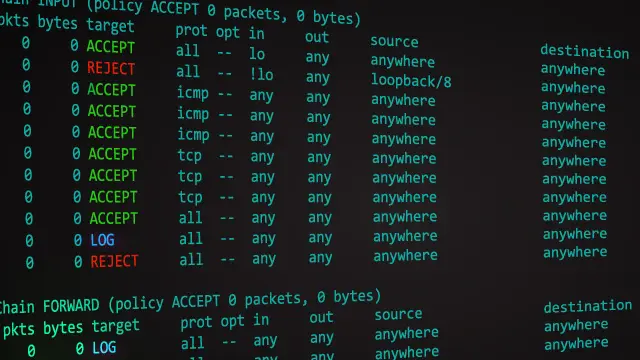 hain INPUT (policy ACCEPT 0 packets, 0 bytes)
pkts bytes target prot opt in out source destination
0 0 ACCEPT all -- lo any anywhere anywhere
0 0 REJECT all -- !lo any loopback/8 anywhere
0 0 ACCEPT icmp -- any any anywhere anywhere
0 0 ACCEPT icmp -- any any anywhere anywhere
0 0 ACCEPT icmp -- any any anywhere anywhere
0 0 ACCEPT tcp -- any any anywhere anywhere
0 0 ACCEPT tcp -- any any anywhere anywhere
0 0 ACCEPT tcp -- any any anywhere anywhere
0 0 ACCEPT all -- any any anywhere anywhere
0 0 LOG all -- any any anywhere anywhere
0 0 REJECT all -- any any anywhere anywhere
Chain FORWARD (policy ACCEPT 0 packets, 0 bytes)
pkts bytes target prot opt in out source destination
0 0 LOG all -- any any anywhere anywhere
all -- any any anywhere anywhere